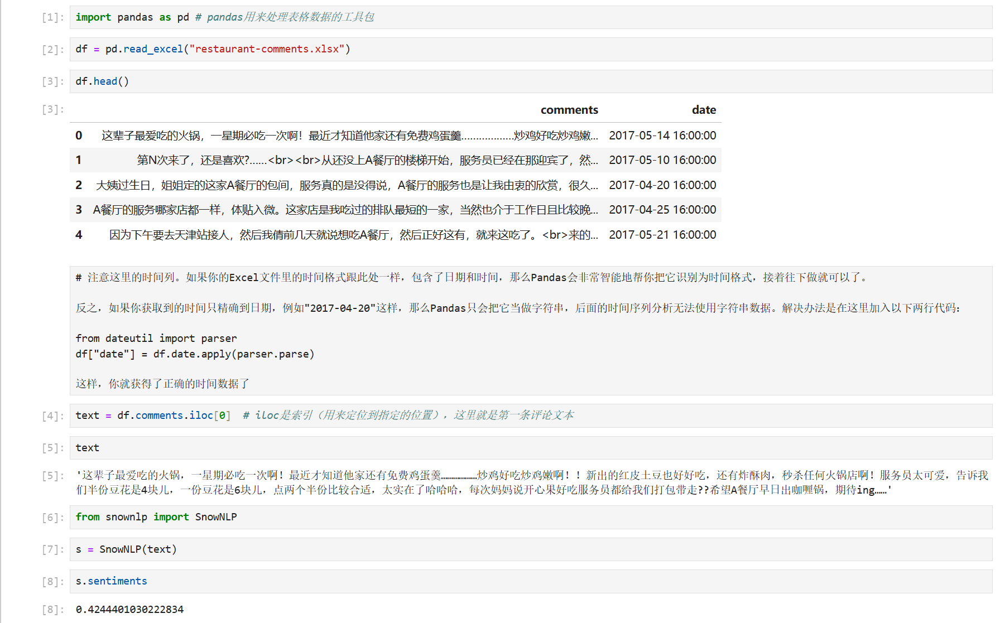 [1]: import pandas as pd # pandas用来处理表格数据的工具包
[2]: df = pd.read_excel("restaurant-comments.xlsx")
[3]: df.head()
[3]: comments date
0 这辈子最爱吃的火锅，一星期必吃一次啊！最近才知道他家还有免费鸡蛋羹………………炒鸡好吃炒鸡嫩... 2017-05-14 16:00:00
1 第N次来了，还是喜欢?……<br><br>从还没上A餐厅的楼梯开始，服务员已经在那迎宾了，然... 2017-05-10 16:00:00
2 大姨过生日，姐姐定的这家A餐厅的包间，服务真的是没得说，A餐厅的服务也是让我由衷的欣赏，很久... 2017-04-20 16:00:00
3 A餐厅的服务哪家店都一样，体贴入微。这家店是我吃过的排队最短的一家，当然也介于工作日且比较晚... 2017-04-25 16:00:00
4 因为下午要去天津站接人，然后我倩前几天就说想吃A餐厅，然后正好这有，就来这吃了。<br>来的... 2017-05-21 16:00:00
# 注意这里的时间列。如果你的Excel文件里的时间格式跟此处一样，包含了日期和时间，那么Pandas会非常智能地帮你把它识别为时间格式，接着往下做就可以了。
反之，如果你获取到的时间只精确到日期，例如"2017-04-20"这样，那么Pandas只会把它当做字符串，后面的时间序列分析无法使用字符串数据。解决办法是在这里加入以下两行代码：
from dateutil import parser
df["date"] = df.date.apply(parser.parse)
这样，你就获得了正确的时间数据了
[4]: text = df.comments.iloc[0] # iloc是索引（用来定位到指定的位置），这里就是第一条评论文本
[5]: text
[5]: '这辈子最爱吃的火锅，一星期必吃一次啊！最近才知道他家还有免费鸡蛋羹………………炒鸡好吃炒鸡嫩啊！！新出的红皮土豆也好好吃，还有炸酥肉，秒杀任何火锅店啊！服务员太可爱，告诉我
们半份豆花是4块儿，一份豆花是6块儿，点两个半份比较合适，太实在了哈哈哈，每次妈妈说开心果好吃服务员都给我们打包带走??希望A餐厅早日出咖喱锅，期待ing……'
[6]: from snownlp import SnowNLP
[7]: s = SnowNLP(text)
[8]: s.sentiments
[8]: 0.4244401030222834